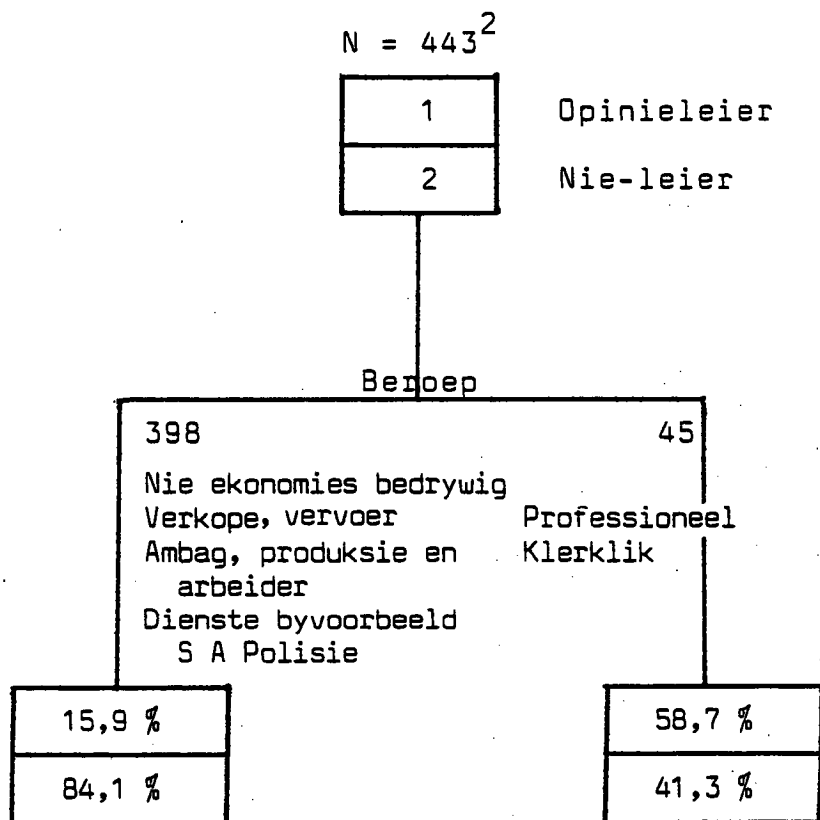 N = 443²
1 Opinieleier
2 Nie-leier
Beroep
398 45
Nie ekonomies bedrywig
Verkope, vervoer Professioneel
Ambag, produksie en Klerklik
arbeider
Dienste byvoorbeeld
S A Polisie
15,9 % 58,7 %
84,1 % 41,3 %